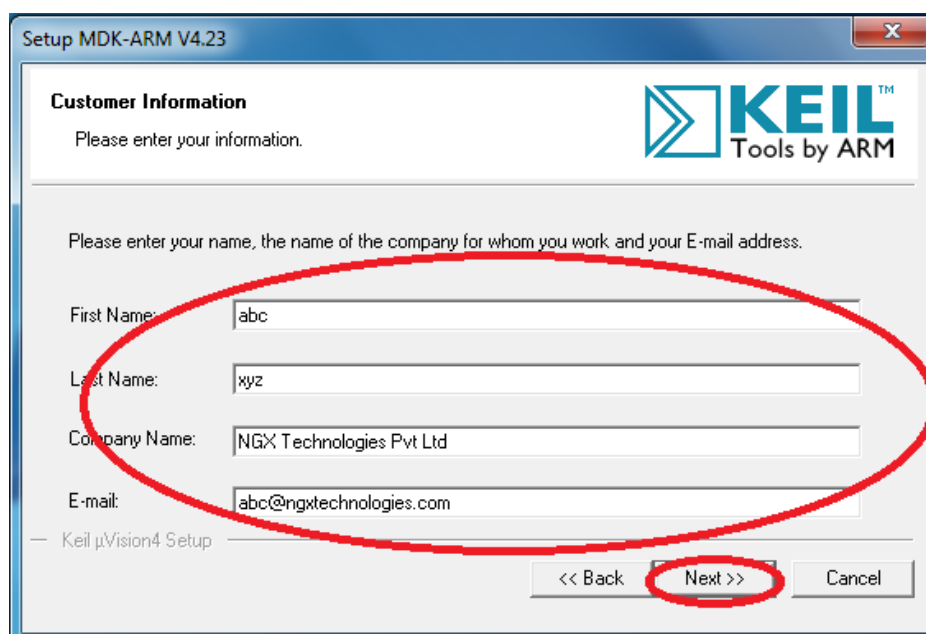 Setup MDK-ARM V4.23
Customer Information
Please enter your information.
KEIL™
Tools by ARM
Please enter your name, the name of the company for whom you work and your E-mail address.
First Name: abc
Last Name: xyz
Company Name: NGX Technologies Pvt Ltd
E-mail: abc@ngxtechnologies.com
Keil µVision4 Setup
<< Back Next >> Cancel